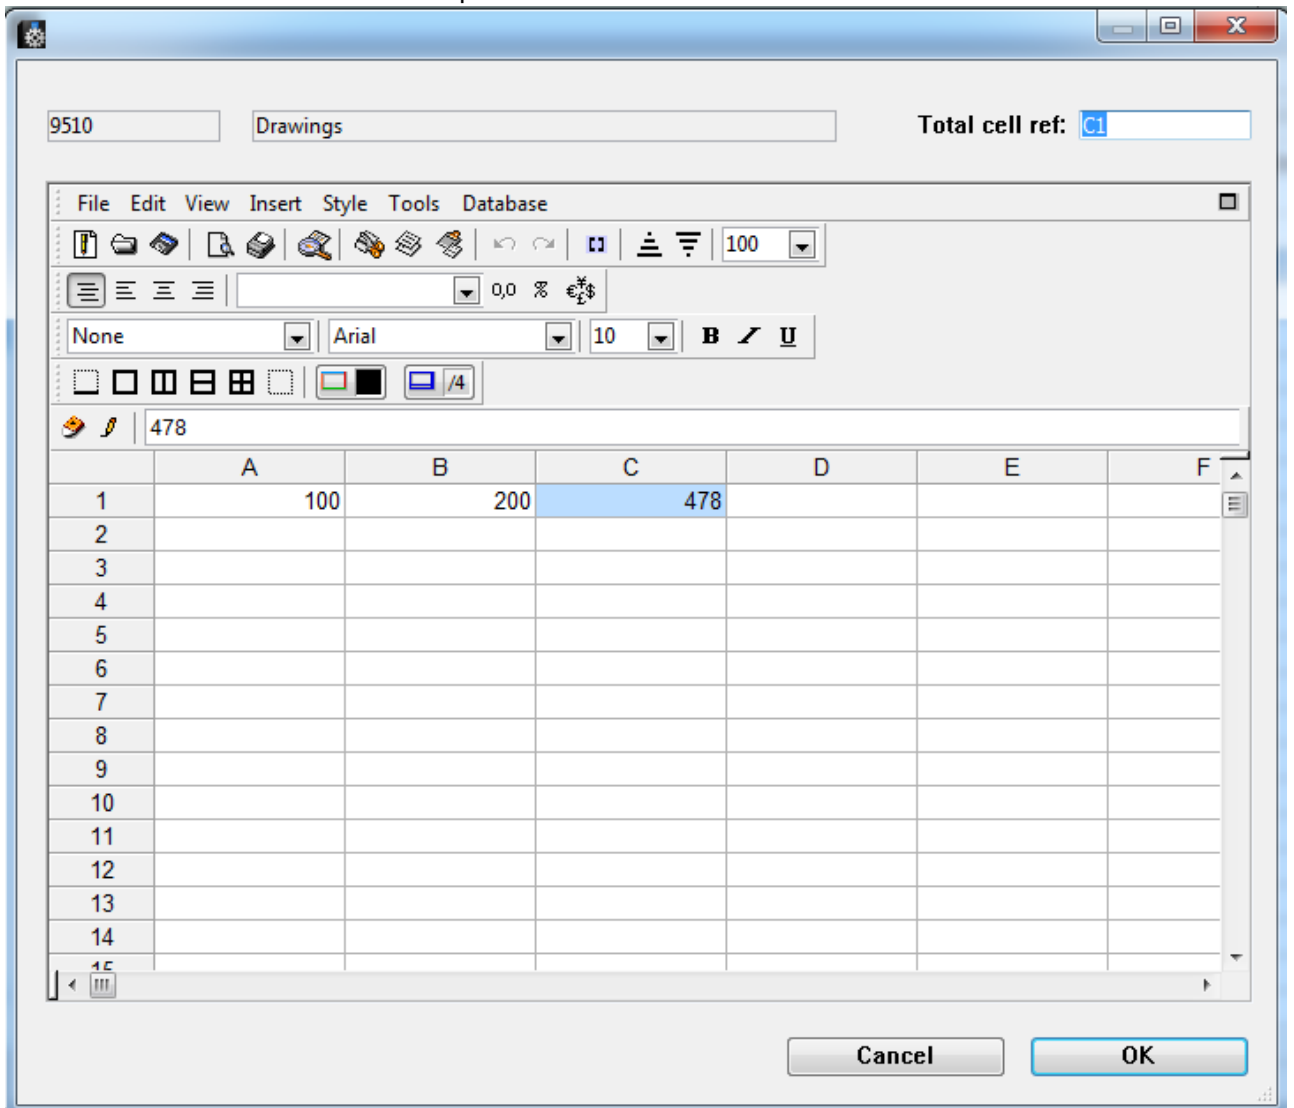 9510 Drawings Total cell ref: C1
File Edit View Insert Style Tools Database
100
0,0 % €¥£$
None Arial 10 B I U
/4
478
A B C D E F
1 100 200 478
2
3
4
5
6
7
8
9
10
11
12
13
14
15
Cancel OK